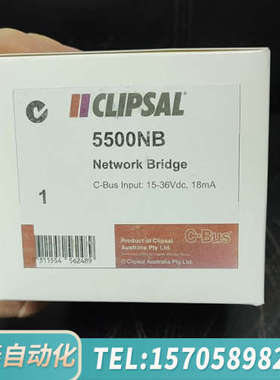 CLIPSAL
5500NB
Network Bridge
C-Bus Input: 15-36Vdc, 18mA
1
Product of Clipsal
Australia Pty Ltd.
© Clipsal Australia Pty Ltd.
C-Bus
自动化
TEL:157058982